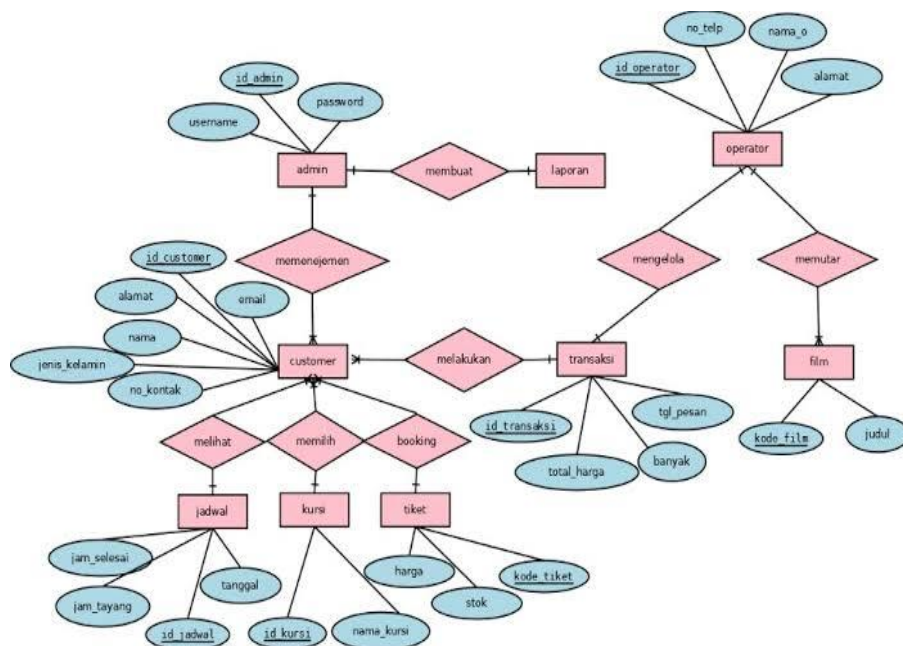 no_telp
nama_o
id_operator
alamat
id_admin
password
username
operator
admin
membuat
laporan
id_customer
memenejemen
mengelola
memutar
alamat
email
nama
jenis_kelamin
customer
melakukan
transaksi
film
no_kontak
tgl_pesan
id_transaksi
kode_film
judul
melihat
memilih
booking
total_harga
banyak
jadwal
kursi
tiket
jam_selesai
tanggal
harga
kode_tiket
jam_tayang
stok
id_jadwal
id_kursi
nama_kursi